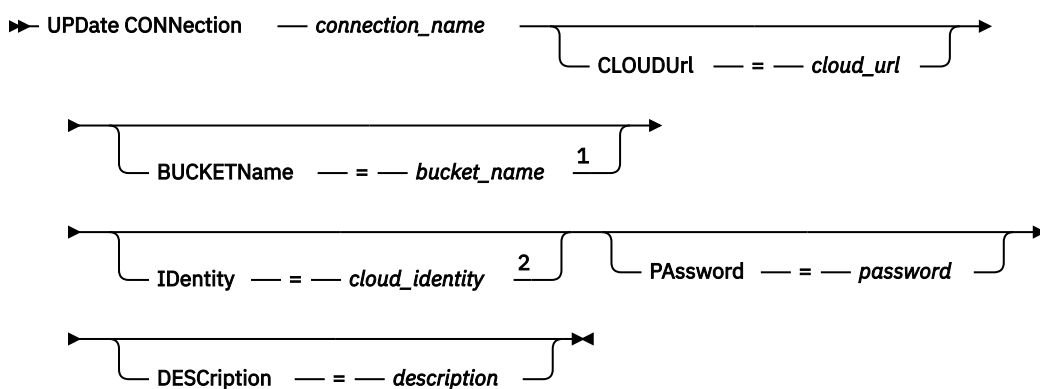 UPDate CONNection — connection_name
CLOUDUrl — = — cloud_url
BUCKETName — = — bucket_name 1
IDentity — = — cloud_identity 2 PAssword — = — password
DESCription — = — description